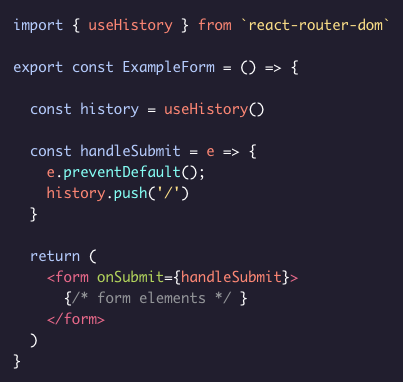 import { useHistory } from `react-router-dom`
export const ExampleForm = () => {
const history = useHistory()
const handleSubmit = e => {
e.preventDefault();
history.push('/')
}
return (
<form onSubmit={handleSubmit}>
{/* form elements */ }
</form>
)
}